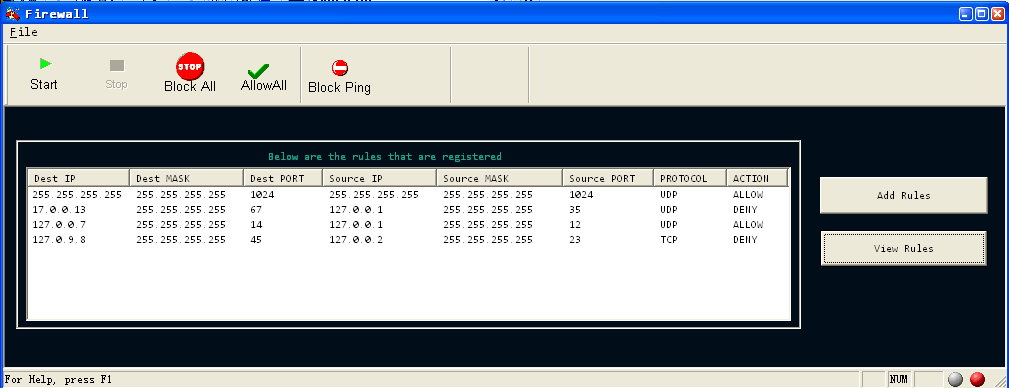 Firewall
File
Start Stop STOP Block All AllowAll Block Ping
Below are the rules that are registered
Dest IP Dest MASK Dest PORT Source IP Source MASK Source PORT PROTOCOL ACTION
255.255.255.255 255.255.255.255 1024 255.255.255.255 255.255.255.255 1024 UDP ALLOW
17.0.0.13 255.255.255.255 67 127.0.0.1 255.255.255.255 35 UDP DENY
127.0.0.7 255.255.255.255 14 127.0.0.1 255.255.255.255 12 UDP ALLOW
127.0.9.8 255.255.255.255 45 127.0.0.2 255.255.255.255 23 TCP DENY
Add Rules
View Rules
For Help, press F1 NUM